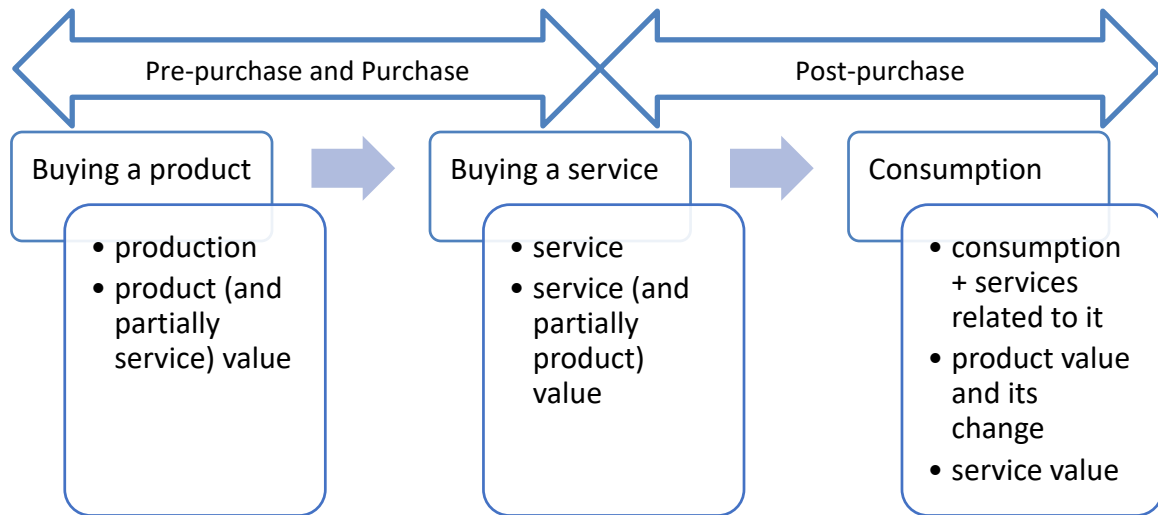 Pre-purchase and Purchase
Post-purchase
Buying a product
• production
• product (and
partially
service) value
Buying a service
• service
• service (and
partially
product)
value
Consumption
• consumption
+ services
related to it
• product value
and its
change
• service value